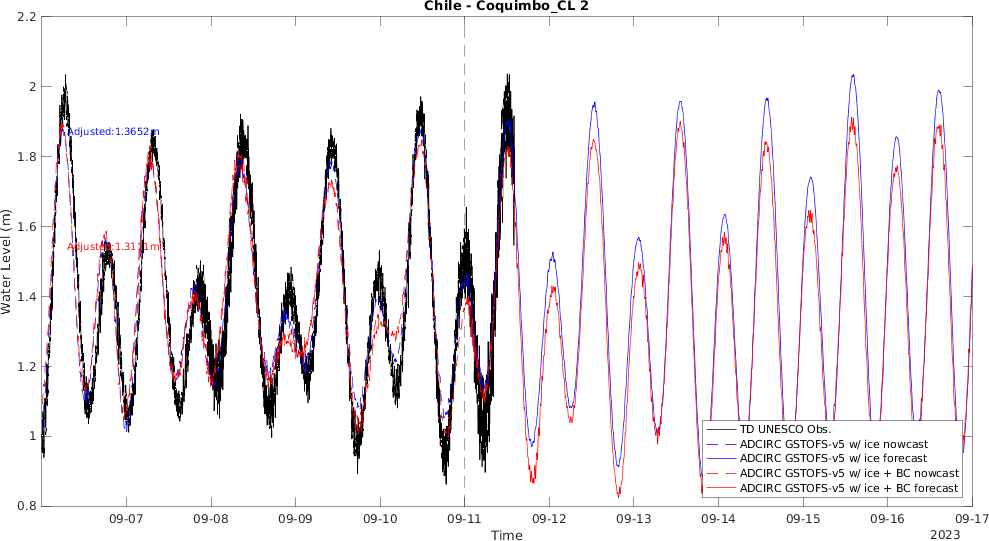 Chile - Coquimbo_CL 2
2.2
2
1.8
1.6
1.4
1.2
1
0.8
Water Level (m)
Adjusted:1.3652m
Adjusted:1.3111m
TD UNESCO Obs.
ADCIRC GSTOFS-v5 w/ ice nowcast
ADCIRC GSTOFS-v5 w/ ice forecast
ADCIRC GSTOFS-v5 w/ ice + BC nowcast
ADCIRC GSTOFS-v5 w/ ice + BC forecast
09-07
09-08
09-09
09-10
09-11
09-12
09-13
09-14
09-15
09-16
09-17
Time
2023